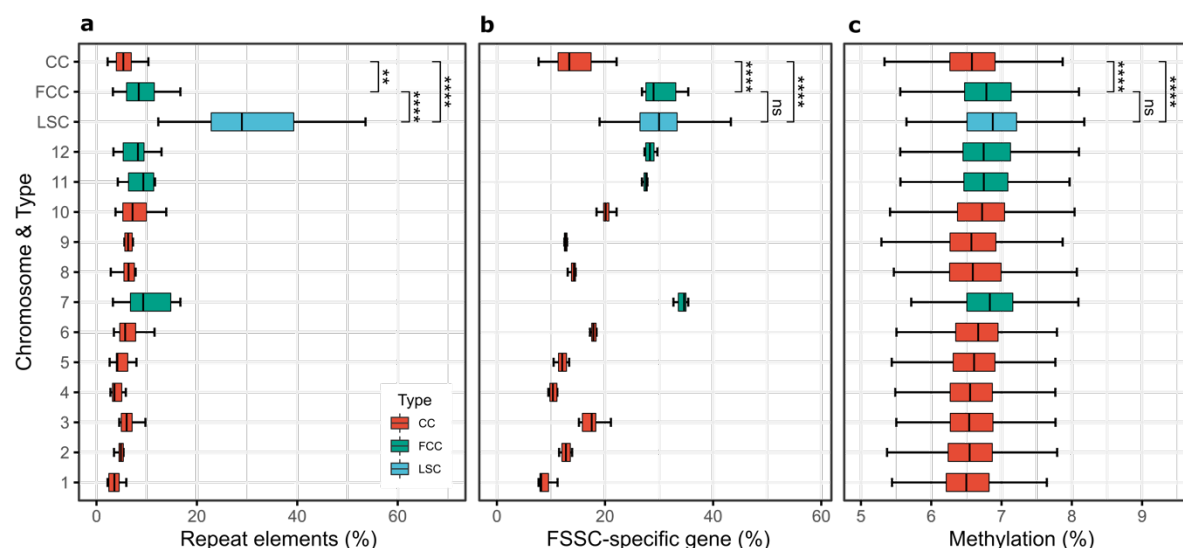 a
b
c
Chromosome & Type
CC
FCC
LSC
12
11
10
9
8
7
6
5
4
3
2
1
**
****
****
****
ns
****
****
ns
****
Type
CC
FCC
LSC
0 20 40 60
0 20 40 60
5 6 7 8 9
Repeat elements (%)
FSSC-specific gene (%)
Methylation (%)